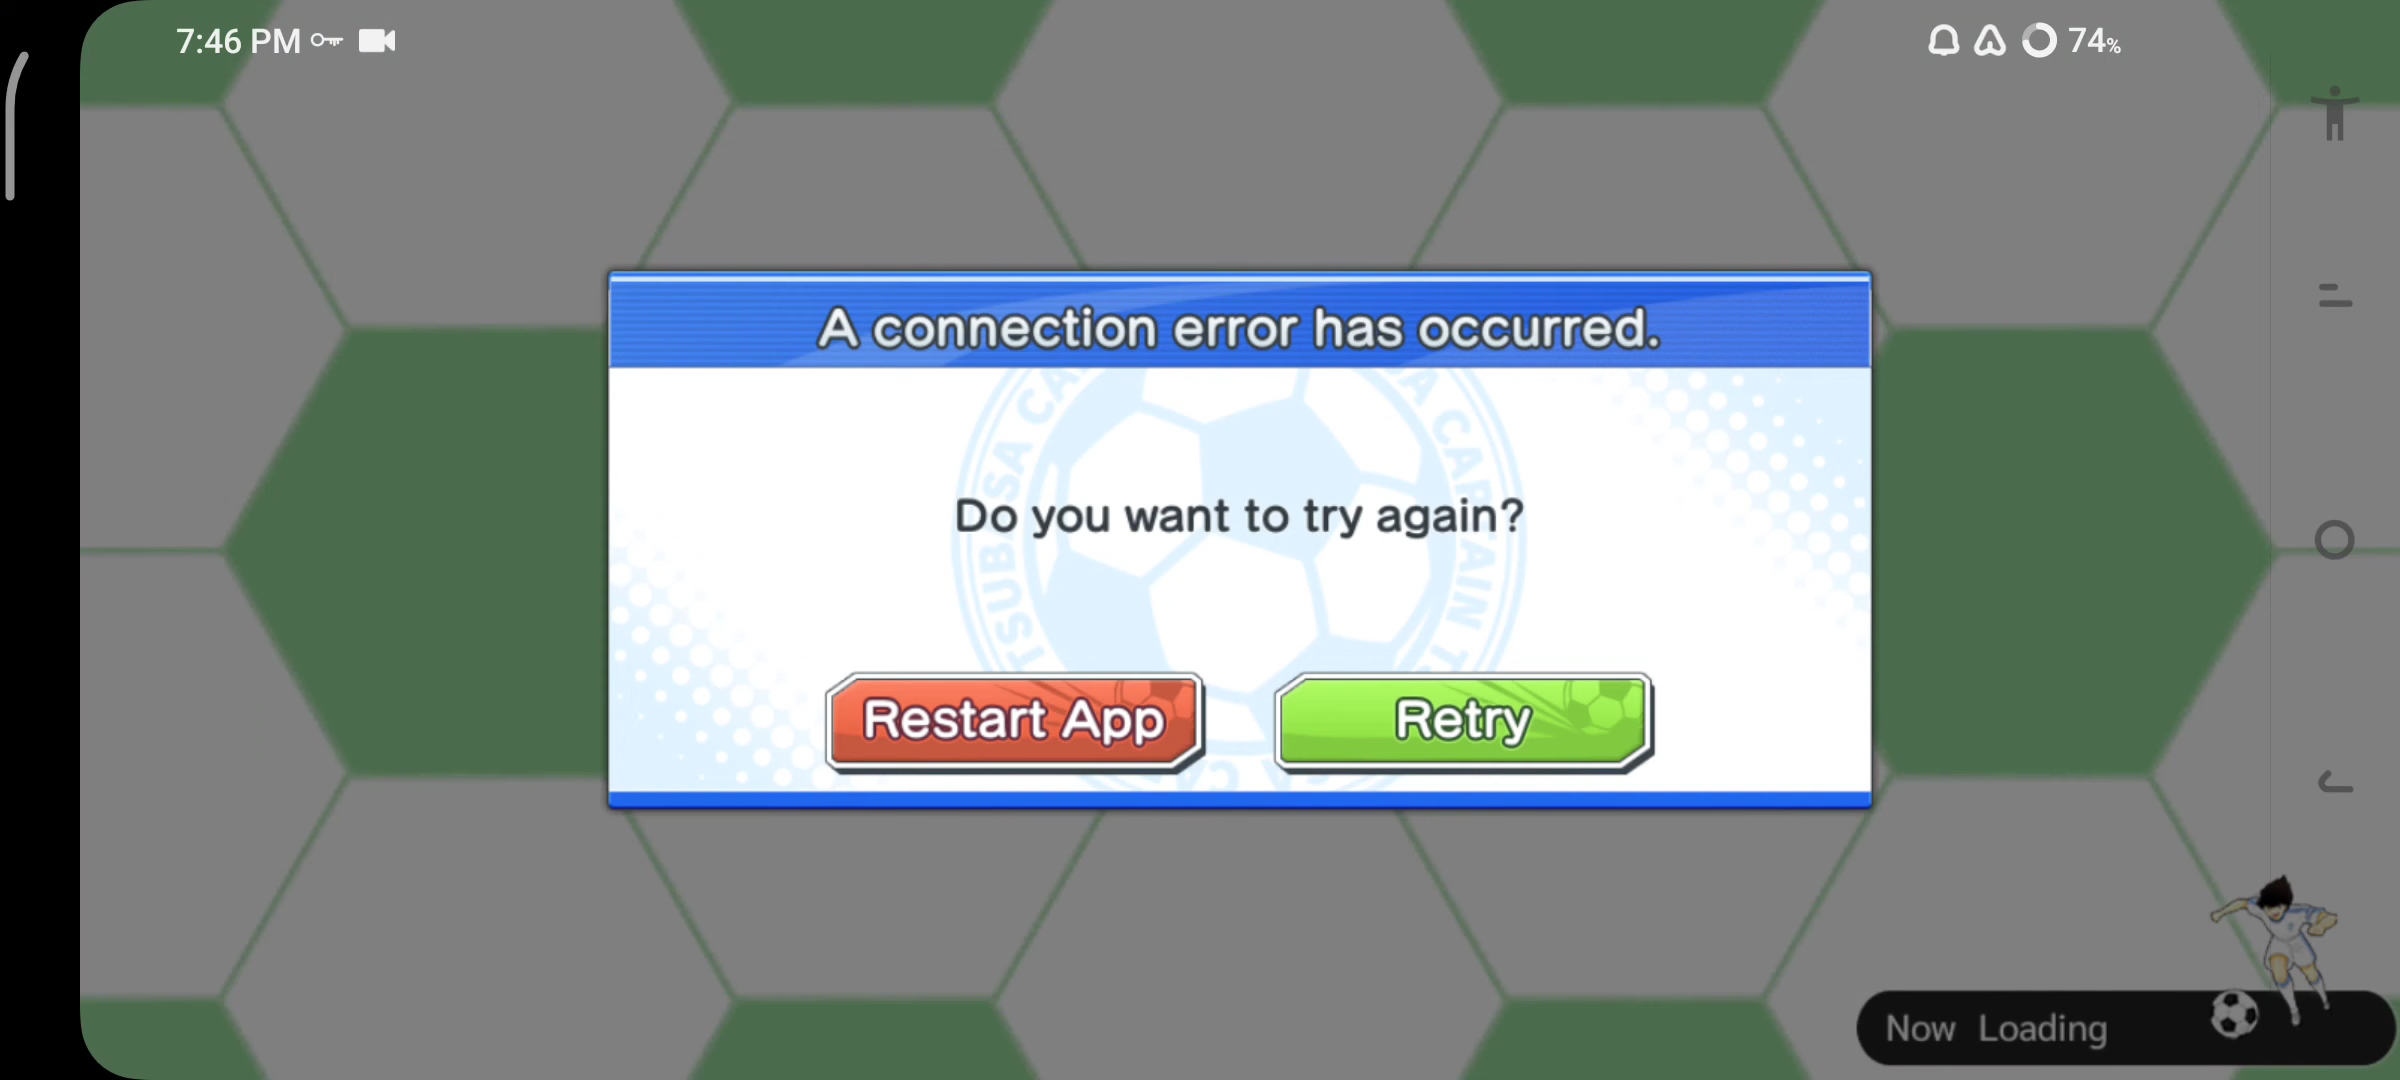 7:46 PM
74%
A connection error has occurred.
Do you want to try again?
Restart App
Retry
Now Loading